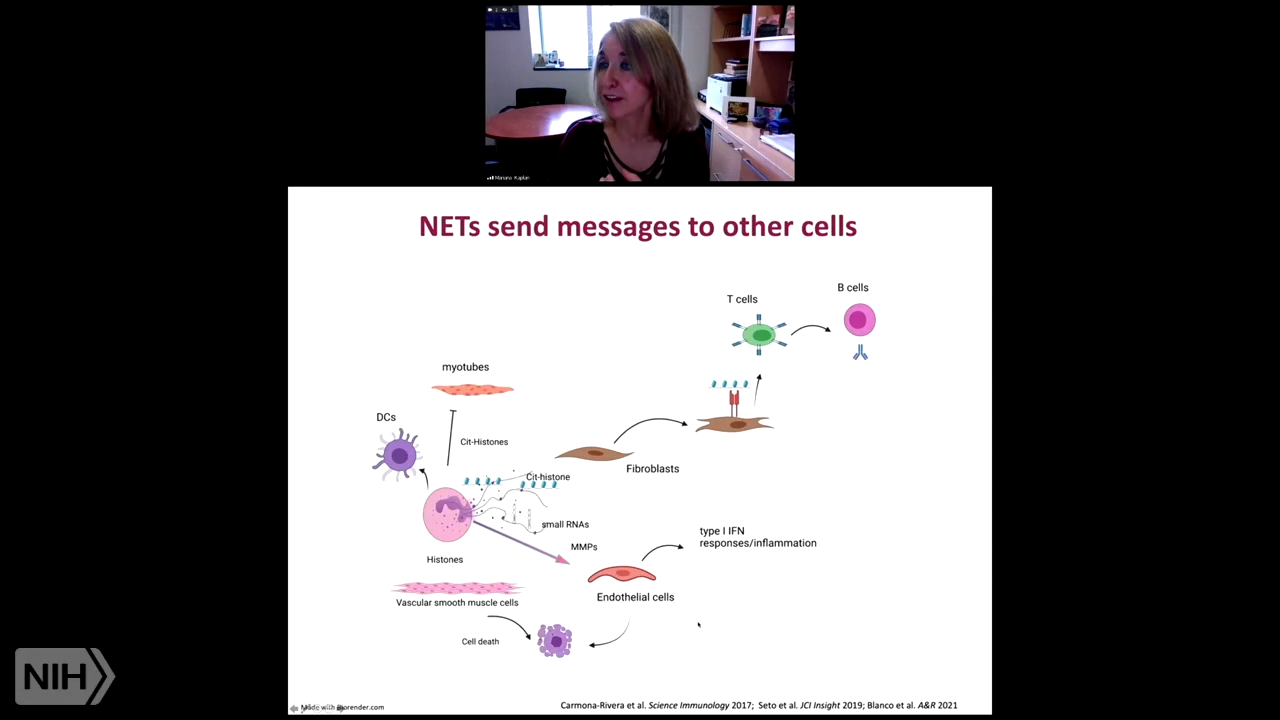 Mariana Kaplan
NETs send messages to other cells
B cells
T cells
myotubes
DCs
Cit-Histones
Fibroblasts
Cit-histone
small RNAs
type I IFN
responses/inflammation
MMPs
Histones
Endothelial cells
Vascular smooth muscle cells
Cell death
NIH
Made with Biorender.com
Carmona-Rivera et al. Science Immunology 2017; Seto et al. JCI Insight 2019; Blanco et al. A&R 2021